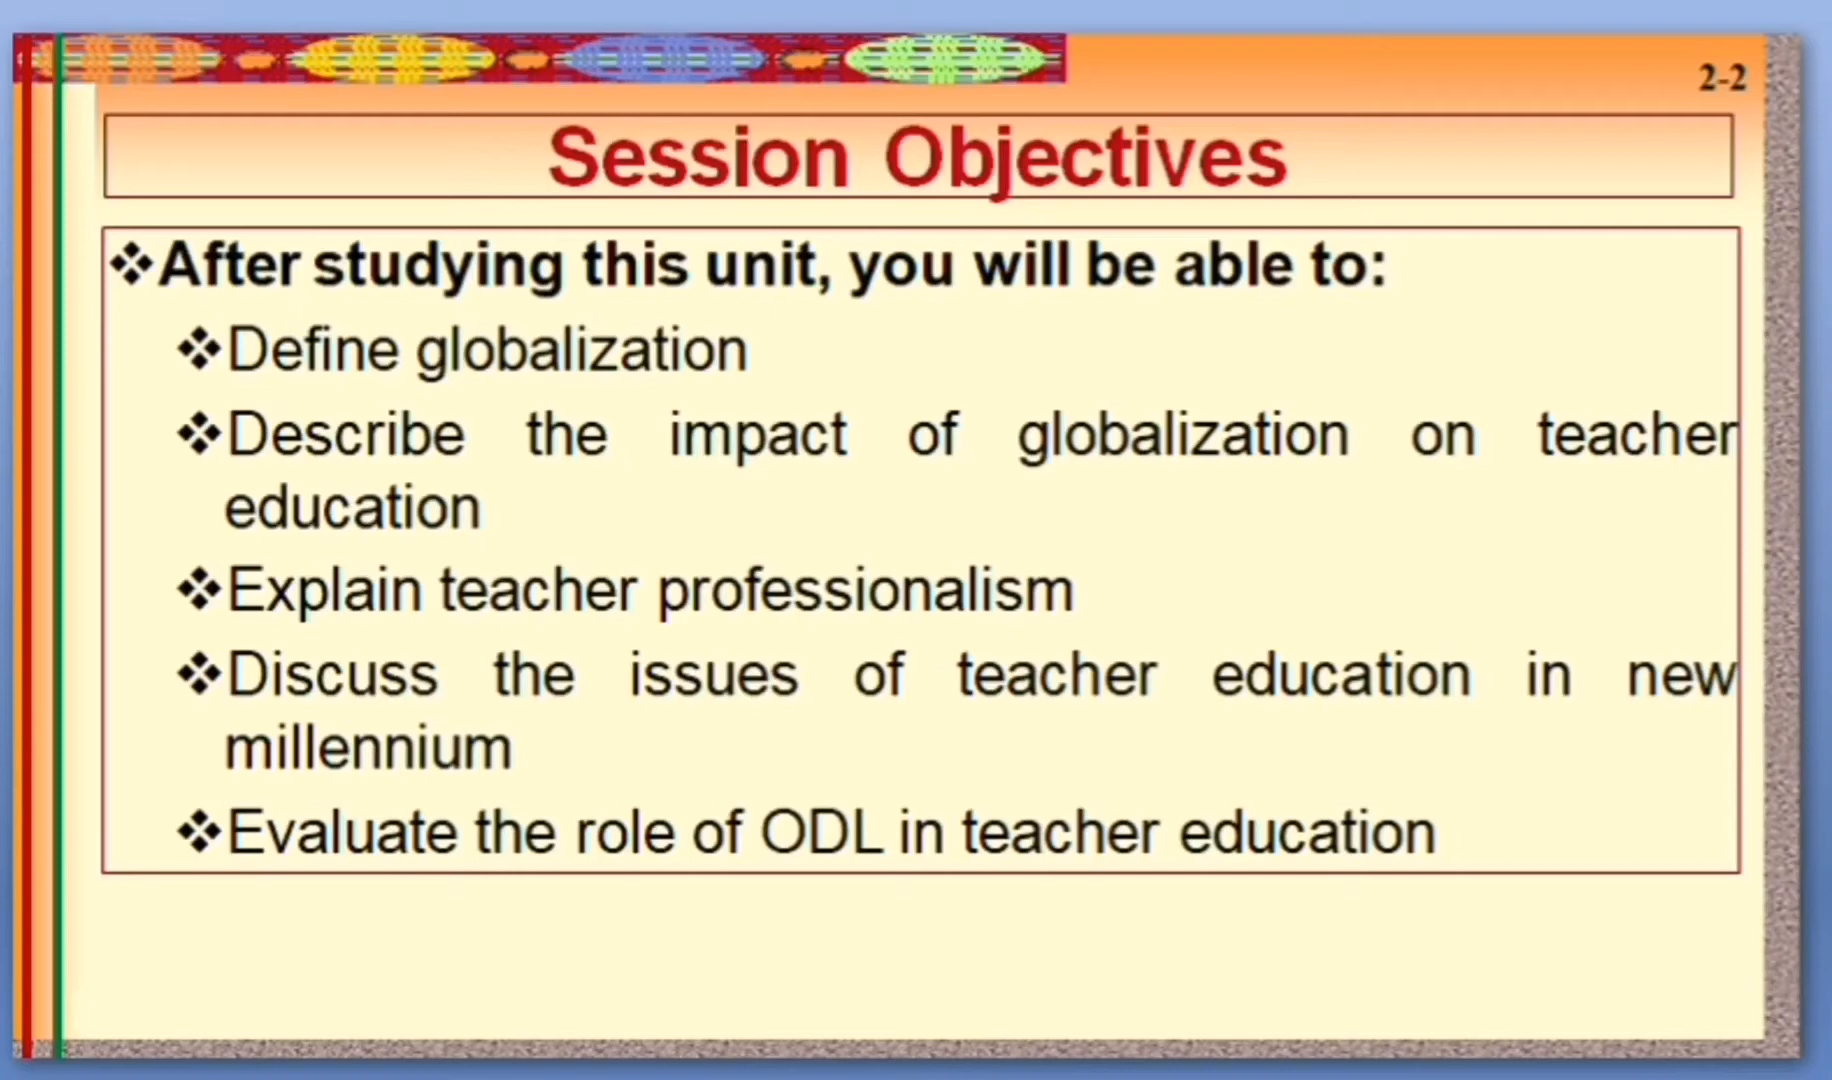 2-2
Session Objectives
❖After studying this unit, you will be able to:
❖Define globalization
❖Describe the impact of globalization on teacher
education
❖Explain teacher professionalism
❖Discuss the issues of teacher education in new
millennium
❖Evaluate the role of ODL in teacher education